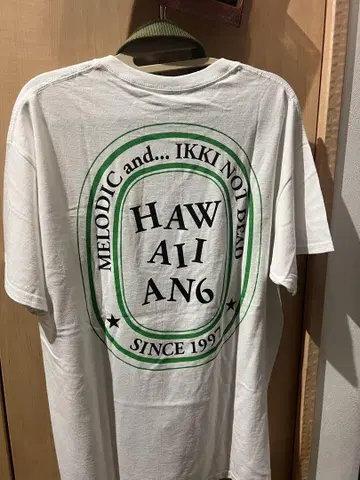 MELODIC and... IKKI NOT DEAD
HAW
AII
AN6
SINCE 1997